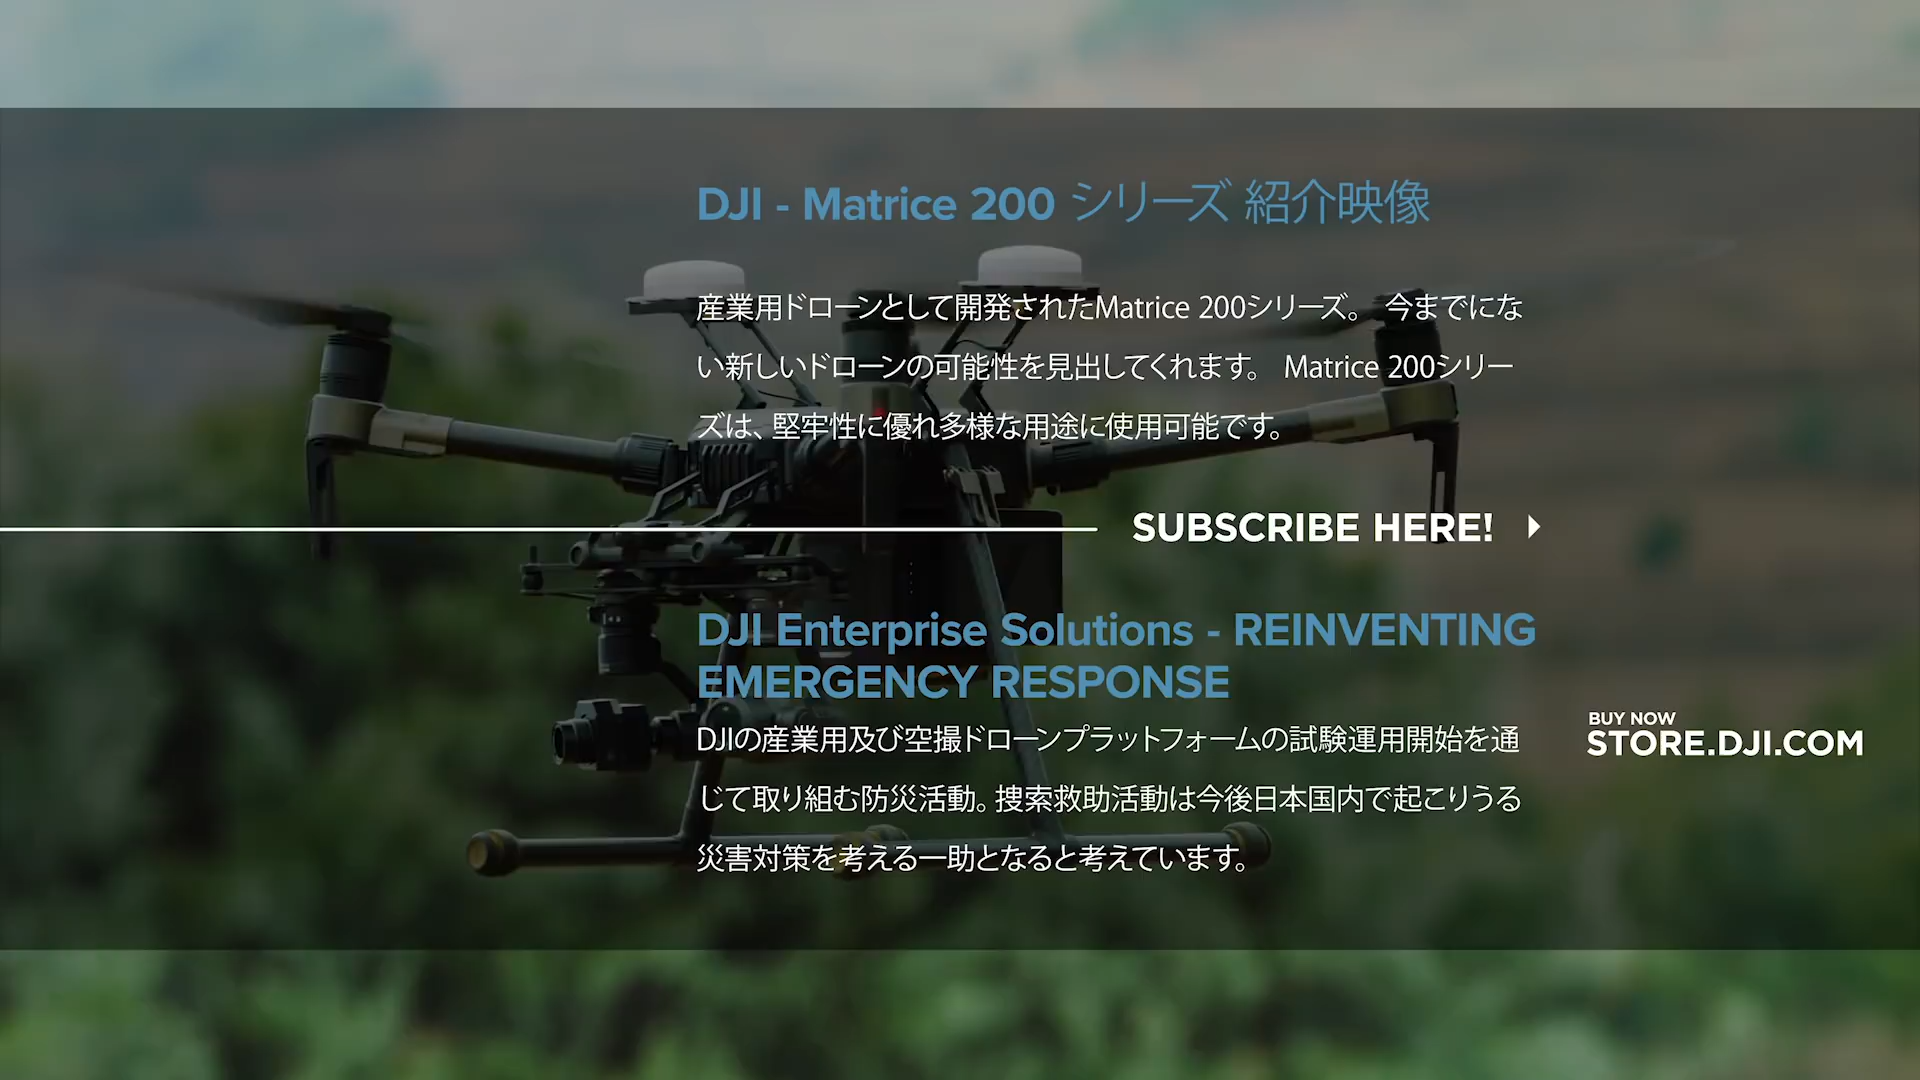 DJI - Matrice 200 シリーズ 紹介映像
産業用ドローンとして開発されたMatrice 200シリーズ。 今までにな
い新しいドローンの可能性を見出してくれます。 Matrice 200シリー
ズは、堅牢性に優れ多様な用途に使用可能です。
SUBSCRIBE HERE!
DJI Enterprise Solutions - REINVENTING
EMERGENCY RESPONSE
DJIの産業用及び空撮ドローンプラットフォームの試験運用開始を通
じて取り組む防災活動。捜索救助活動は今後日本国内で起こりうる
災害対策を考える一助となると考えています。
BUY NOW
STORE.DJI.COM